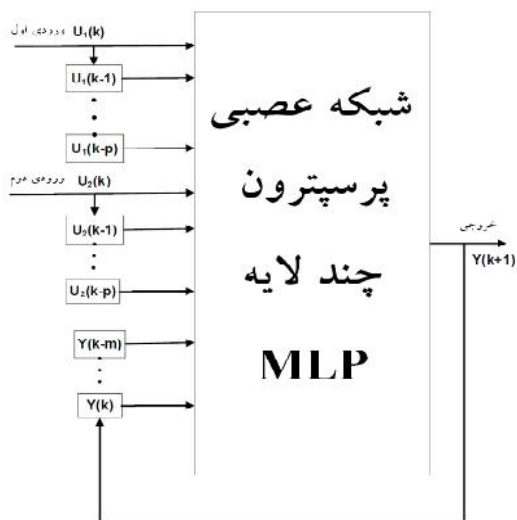 ورودی اول U₁(k)
U₁(k-1)
U₁(k-p)
ورودی دوم U₂(k)
U₂(k-1)
U₂(k-p)
Y(k-m)
Y(k)
شبکه عصبی
پرسپترون
چند لایه
MLP
خروجی
Y(k+1)